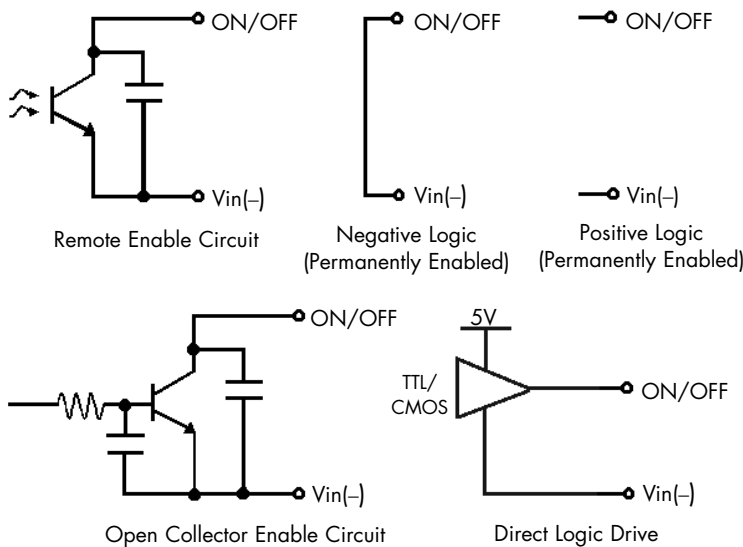 ON/OFF
Vin(–)
Remote Enable Circuit
ON/OFF
Vin(–)
Negative Logic
(Permanently Enabled)
ON/OFF
Vin(–)
Positive Logic
(Permanently Enabled)
ON/OFF
Vin(–)
Open Collector Enable Circuit
5V
TTL/
CMOS
ON/OFF
Vin(–)
Direct Logic Drive